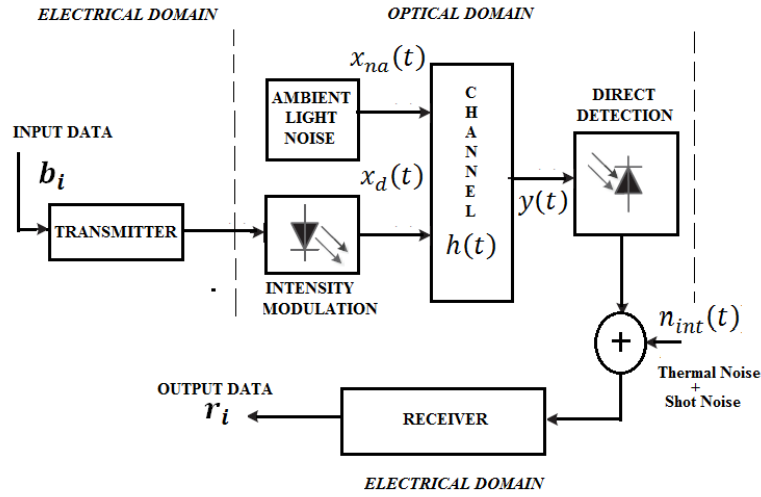 ELECTRICAL DOMAIN
OPTICAL DOMAIN
x_na(t)
AMBIENT
LIGHT
NOISE
C
H
A
N
N
E
L
h(t)
DIRECT
DETECTION
INPUT DATA
b_i
TRANSMITTER
x_d(t)
INTENSITY
MODULATION
y(t)
+
n_int(t)
Thermal Noise
+
Shot Noise
OUTPUT DATA
r_i
RECEIVER
ELECTRICAL DOMAIN